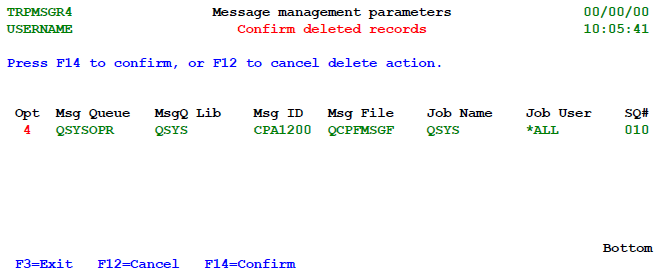 TRPMSGR4 Message management parameters 00/00/00
USERNAME Confirm deleted records 10:05:41
Press F14 to confirm, or F12 to cancel delete action.
Opt Msg Queue MsgQ Lib Msg ID Msg File Job Name Job User SQ#
4 QSYSOPR QSYS CPA1200 QCPFMSGF QSYS *ALL 010
Bottom
F3=Exit F12=Cancel F14=Confirm